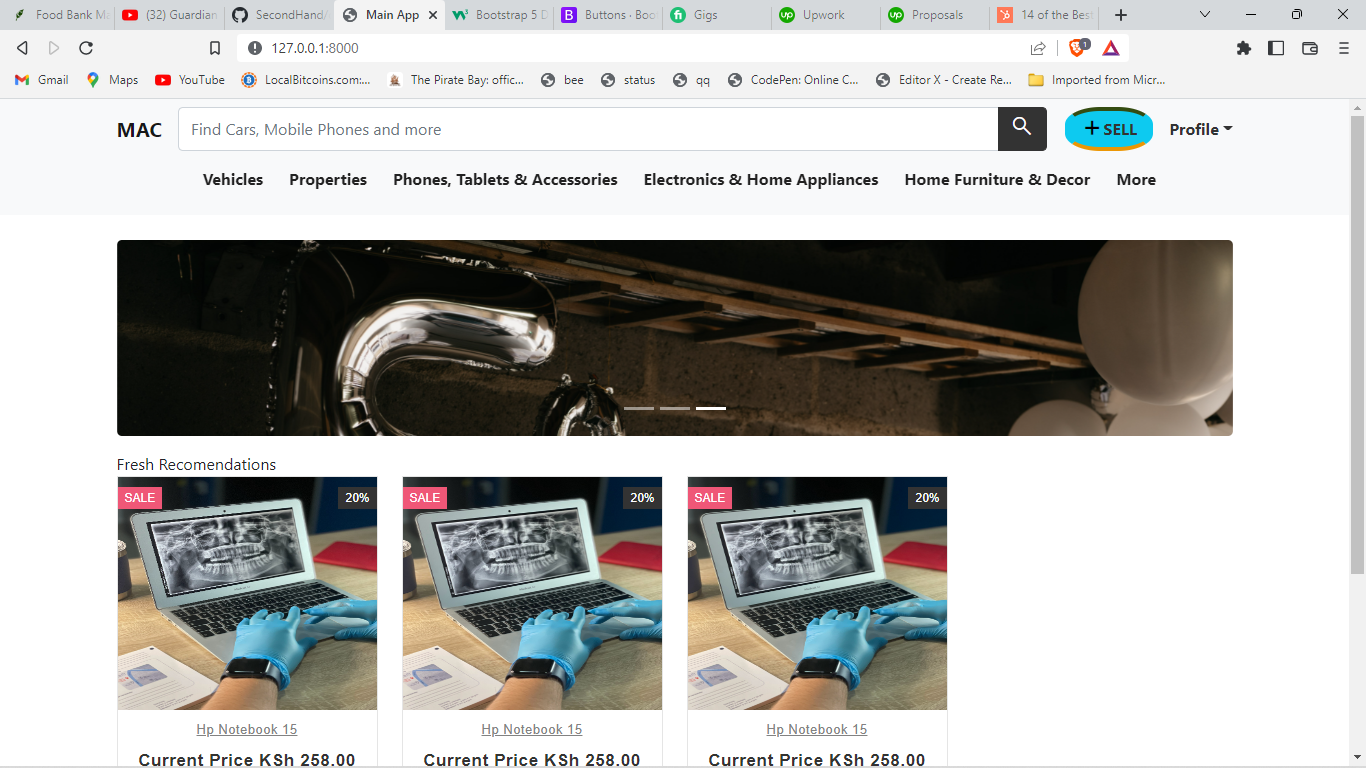 Food Bank Ma
(32) Guardian
SecondHand/
Main App
Bootstrap 5 D
Buttons · Boo
Gigs
Upwork
Proposals
14 of the Best
127.0.0.1:8000
1
Gmail
Maps
YouTube
LocalBitcoins.com:...
The Pirate Bay: offic...
bee
status
qq
CodePen: Online C...
Editor X - Create Re...
Imported from Micr...
MAC
Find Cars, Mobile Phones and more
SELL
Profile
Vehicles
Properties
Phones, Tablets & Accessories
Electronics & Home Appliances
Home Furniture & Decor
More
Fresh Recomendations
SALE
20%
SALE
20%
SALE
20%
Hp Notebook 15
Hp Notebook 15
Hp Notebook 15
Current Price KSh 258.00
Current Price KSh 258.00
Current Price KSh 258.00